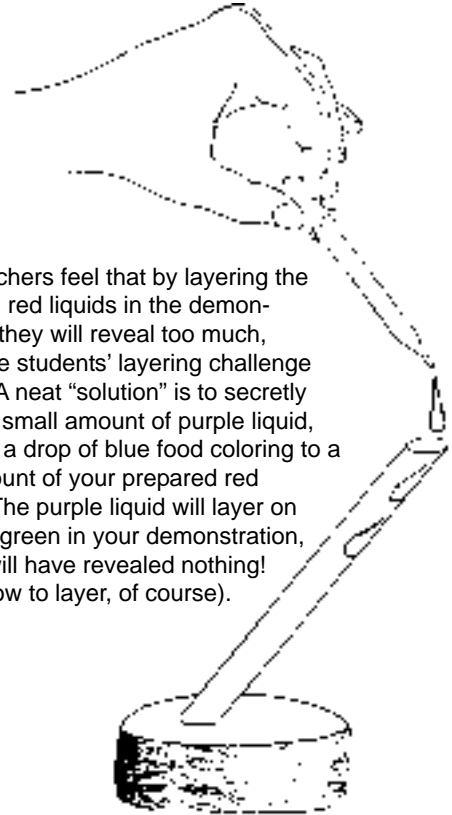 chers feel that by layering the
red liquids in the demon-
they will reveal too much,
e students’ layering challenge
A neat “solution” is to secretly
small amount of purple liquid,
a drop of blue food coloring to a
ount of your prepared red
The purple liquid will layer on
green in your demonstration,
will have revealed nothing!
ow to layer, of course).